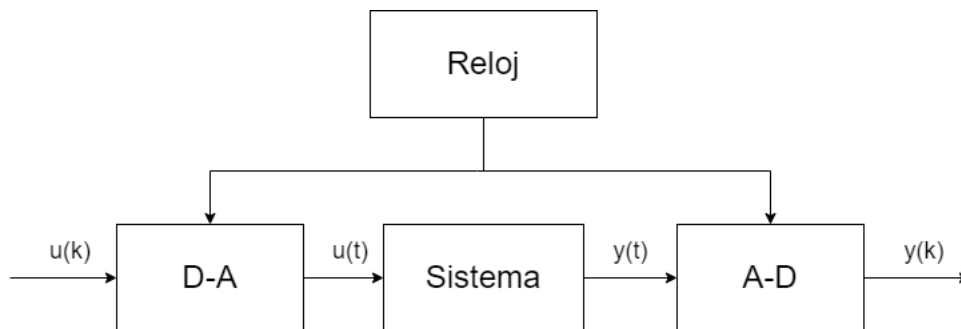 Reloj
u(k)
D-A
u(t)
Sistema
y(t)
A-D
y(k)